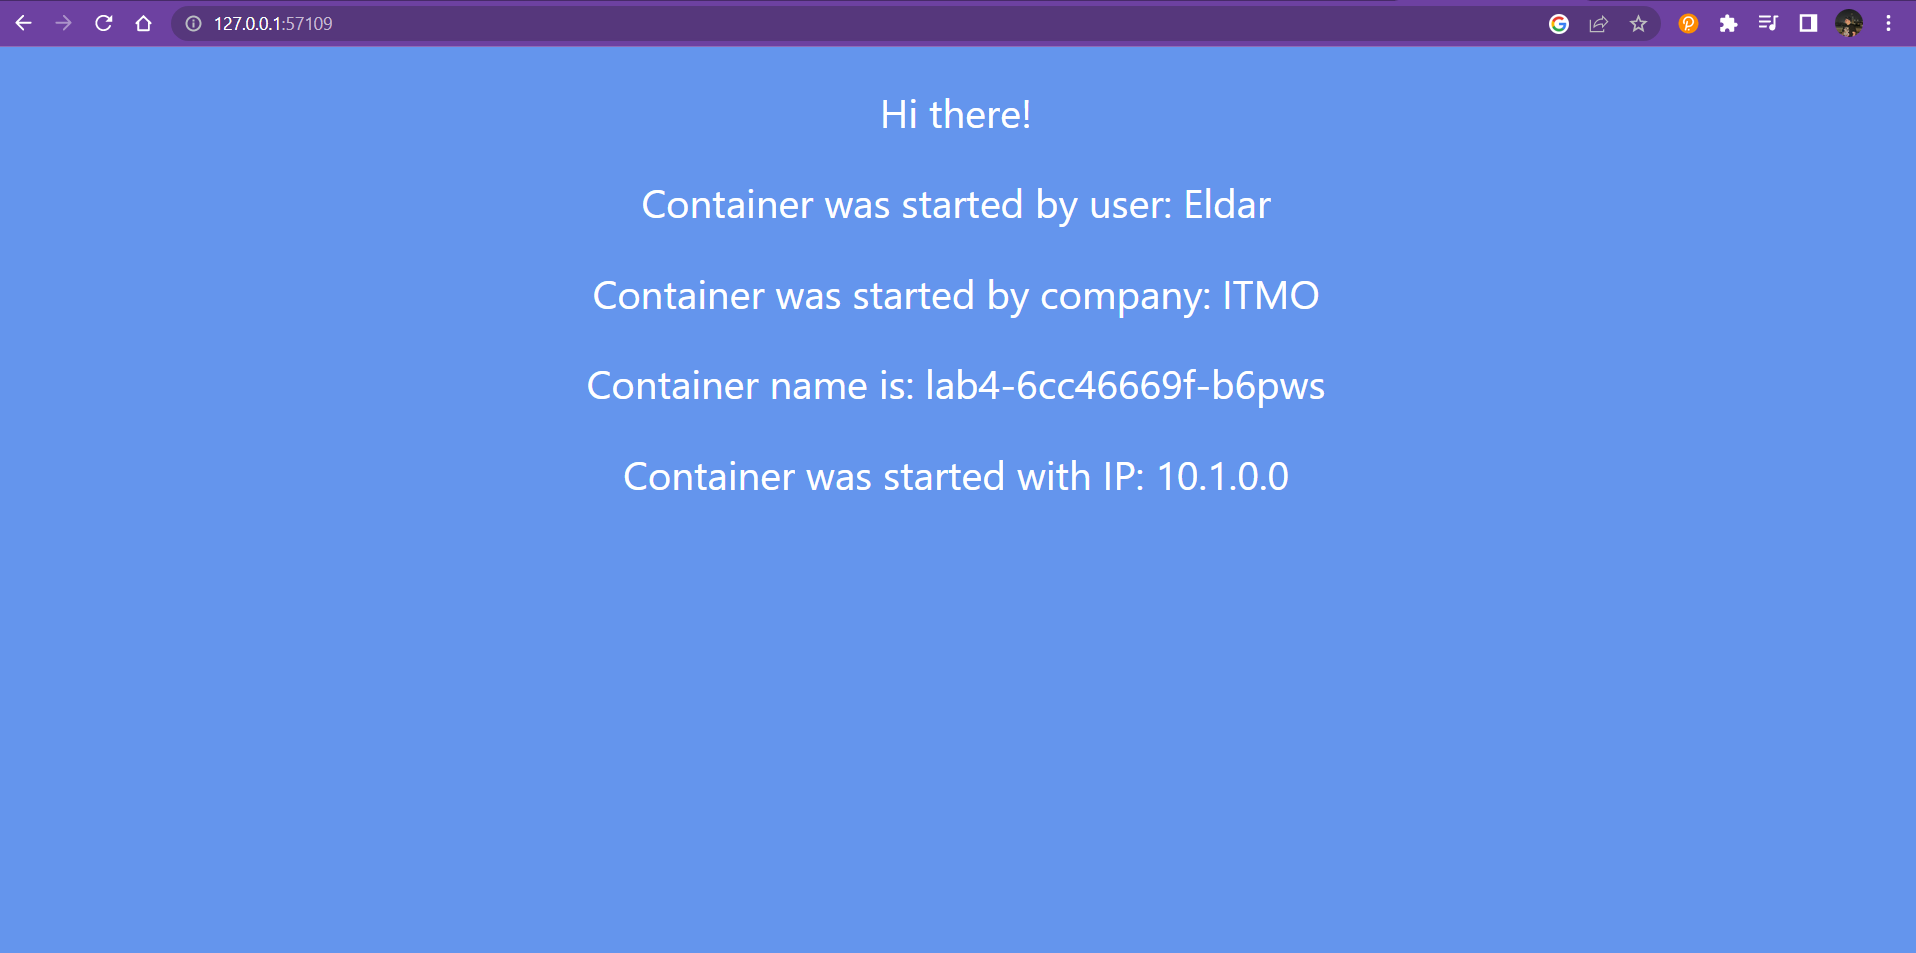 127.0.0.1:57109
Hi there!
Container was started by user: Eldar
Container was started by company: ITMO
Container name is: lab4-6cc46669f-b6pws
Container was started with IP: 10.1.0.0